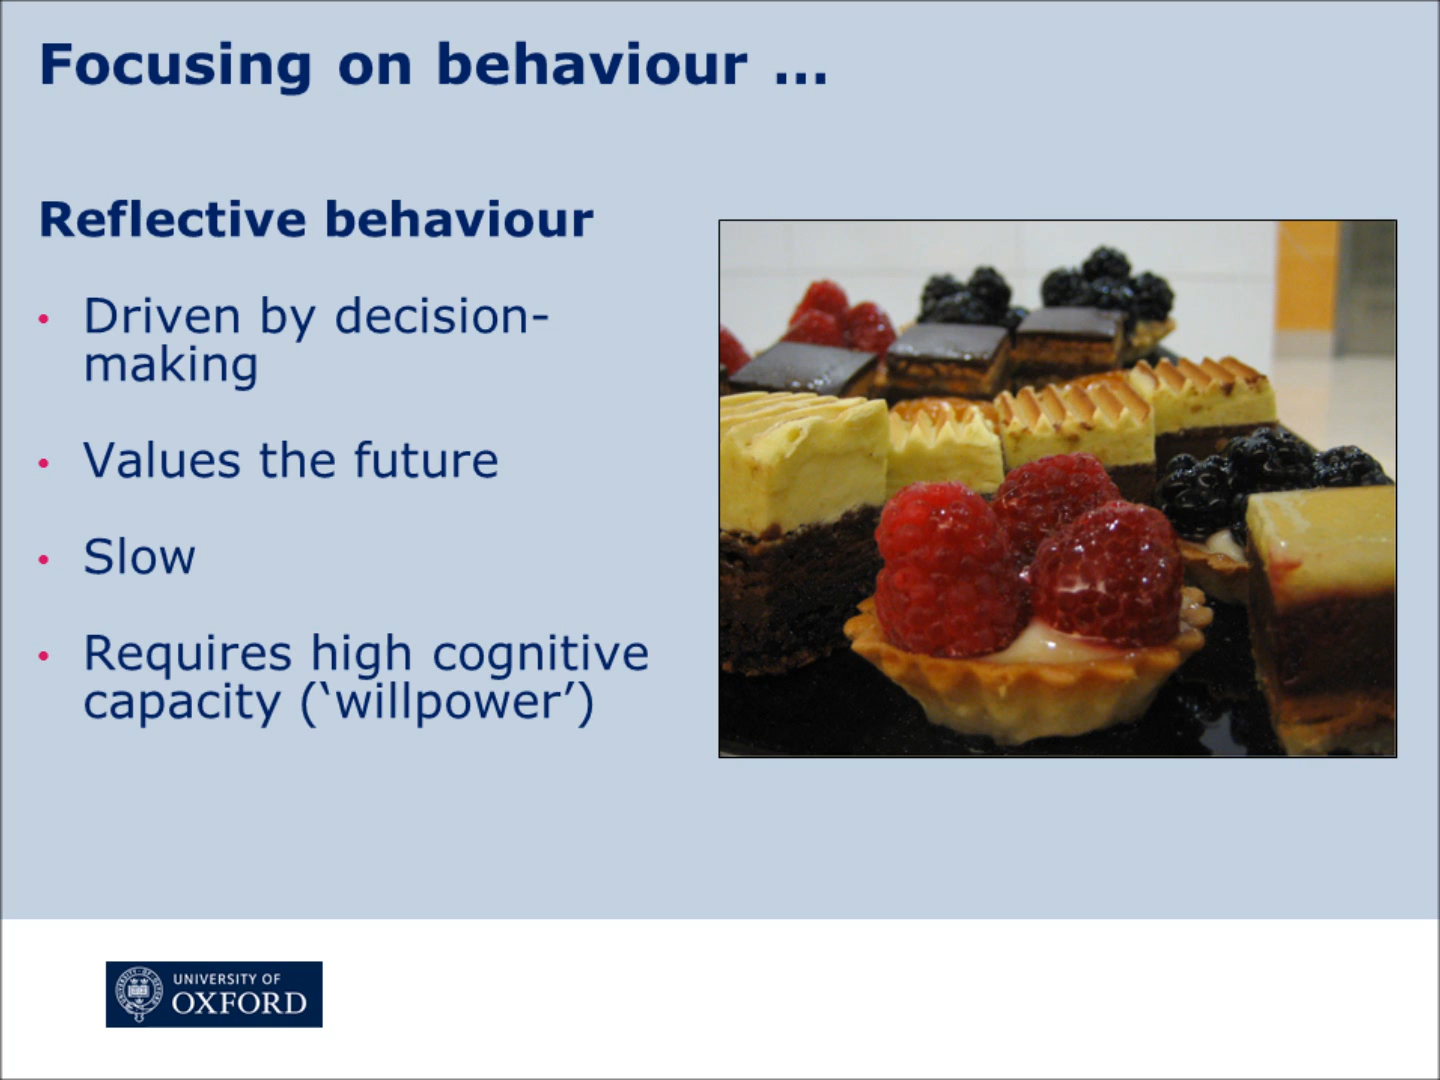 Focusing on behaviour ...
Reflective behaviour
• Driven by decision-
making
• Values the future
• Slow
• Requires high cognitive
capacity (‘willpower’)
UNIVERSITY OF
OXFORD